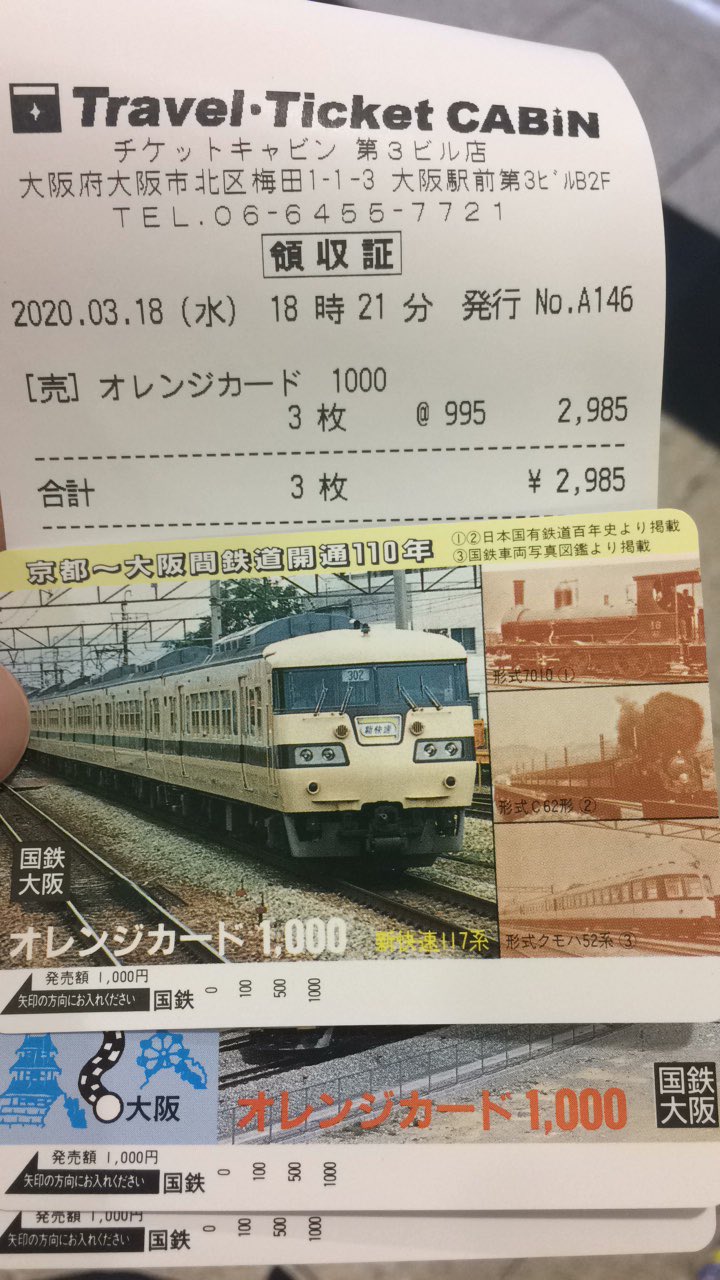 Travel・Ticket CABiN
チケットキャビン 第3ビル店
大阪府大阪市北区梅田1-1-3 大阪駅前第3ビルB2F
TEL.06-6455-7721
領収証
2020.03.18(水) 18時21分 発行 No.A146
[売] オレンジカード 1000
3 枚 @ 995 2,985
合計 3 枚 ¥ 2,985
京都〜大阪間鉄道開通110年
①②日本国有鉄道百年史より掲載
③国鉄車両写真図鑑より掲載
302
新快速
形式7010 ①
形式C62形 ②
形式クモハ52系 ③
国鉄
大阪
オレンジカード 1,000
新快速117系
発売額 1,000円
矢印の方向にお入れください 国鉄 0 100 500 1000
大阪
オレンジカード 1,000
国鉄
大阪
発売額 1,000円
矢印の方向にお入れください 国鉄 0 100 500 1000
発売額 1,000円
矢印の方向にお入れください 国鉄 0 100 500 1000